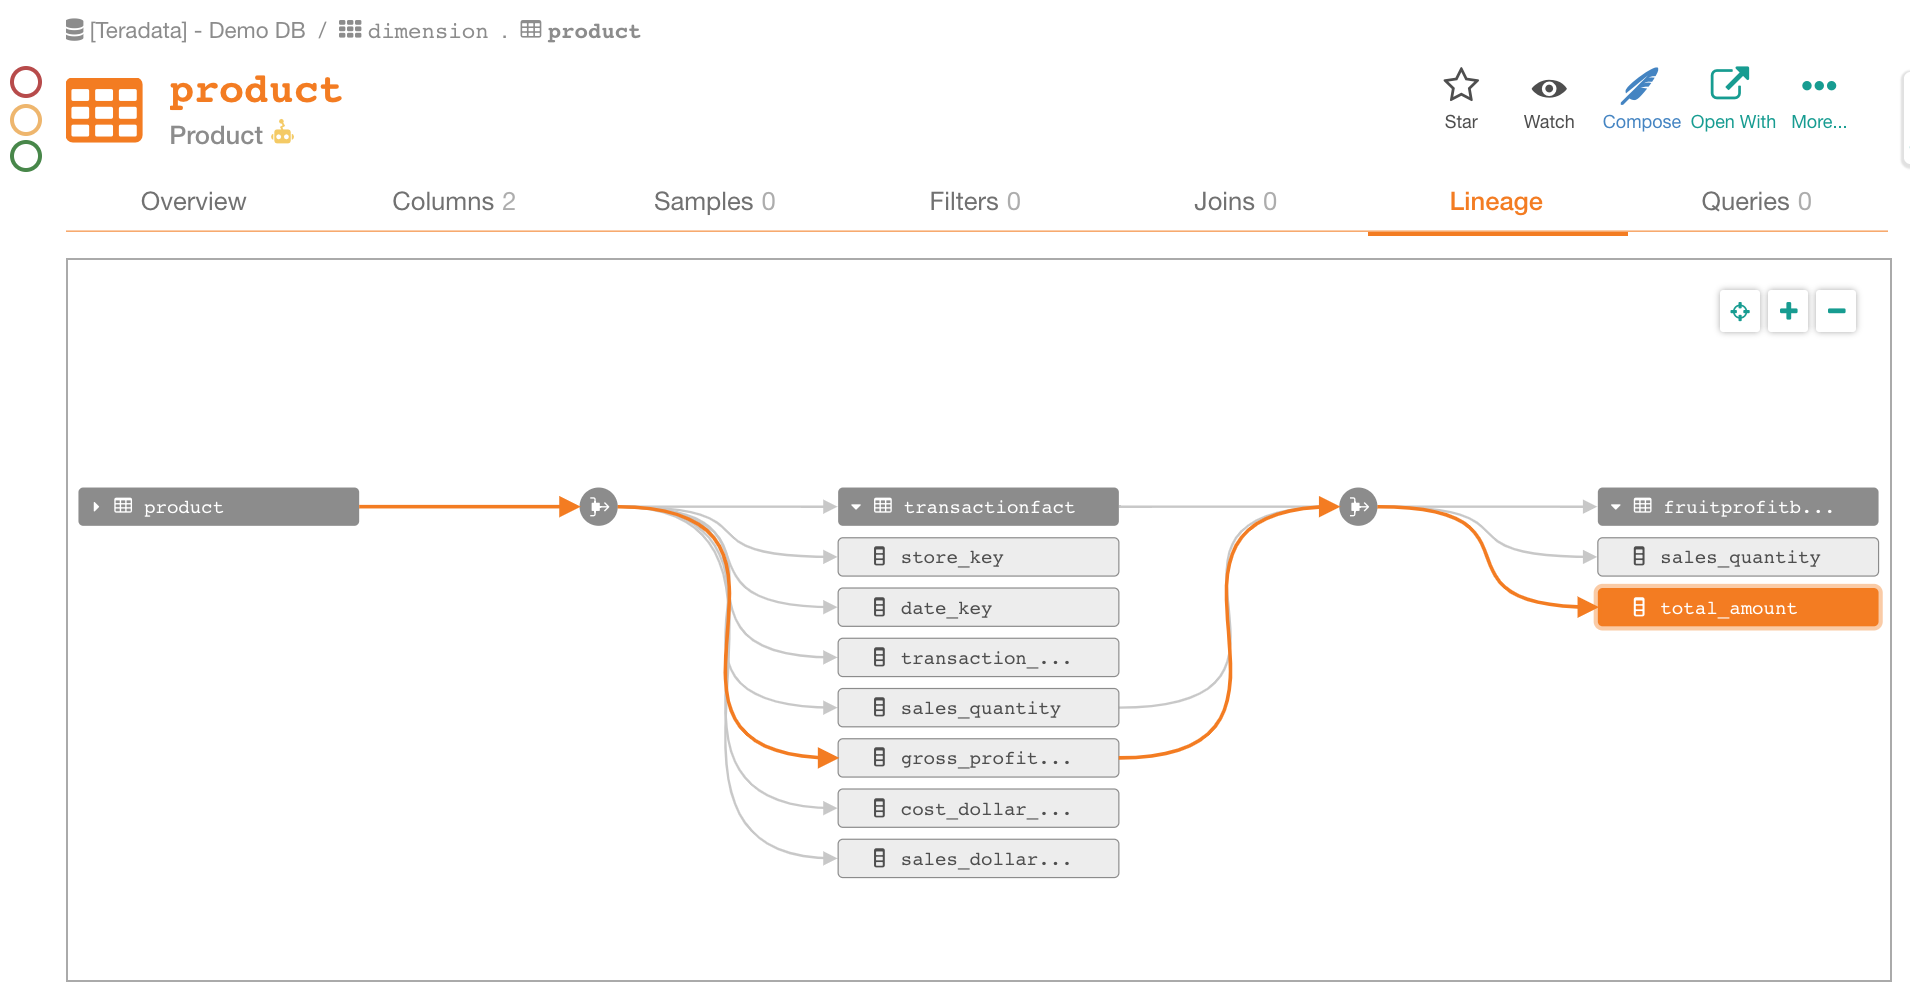 [Teradata] - Demo DB / dimension . product
product
Product
Star
Watch
Compose
Open With
More...
Overview
Columns 2
Samples 0
Filters 0
Joins 0
Lineage
Queries 0
product
transactionfact
store_key
date_key
transaction_...
sales_quantity
gross_profit...
cost_dollar_...
sales_dollar...
fruitprofitb...
sales_quantity
total_amount